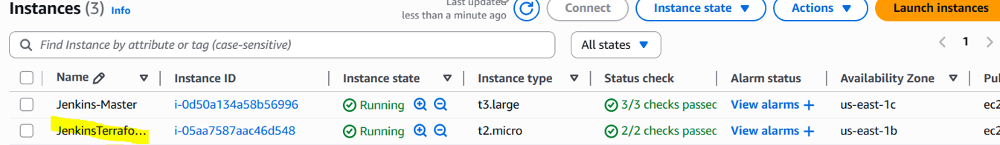 Instances (3) Info
Last updated
less than a minute ago
Connect
Instance state
Actions
Launch instances
Find Instance by attribute or tag (case-sensitive)
All states
1
Name Instance ID Instance state Instance type Status check Alarm status Availability Zone Pul
Jenkins-Master i-0d50a134a58b56996 Running t3.large 3/3 checks passed View alarms + us-east-1c ec2
JenkinsTerrafo... i-05aa7587aac46d548 Running t2.micro 2/2 checks passed View alarms + us-east-1b ec2